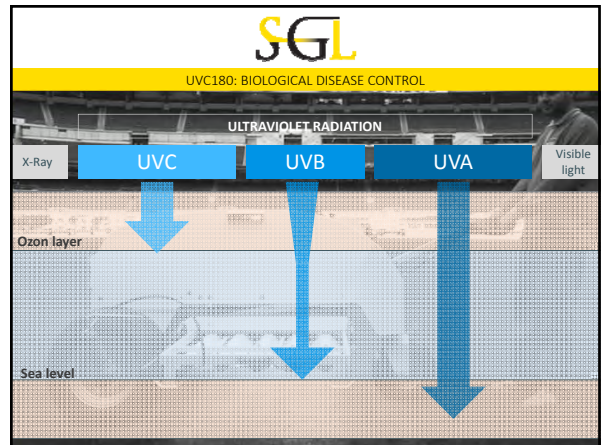 SGL
UVC180: BIOLOGICAL DISEASE CONTROL
ULTRAVIOLET RADIATION
X-Ray
UVC
UVB
UVA
Visible
light
Ozon layer
Sea level